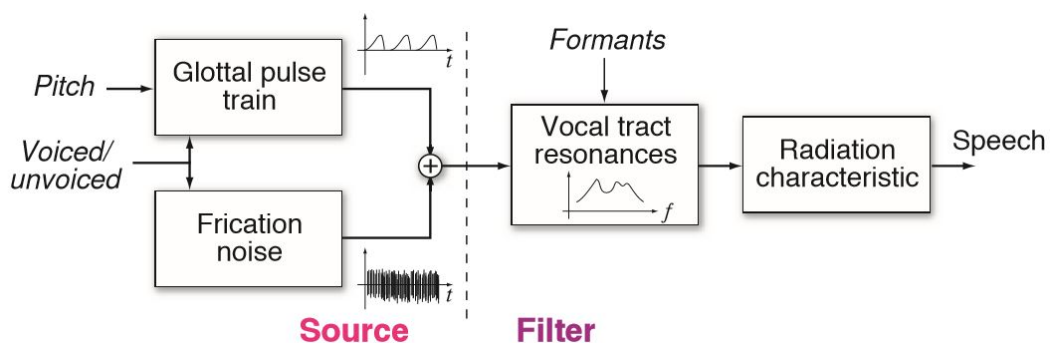 Pitch
Glottal pulse
train
t
Voiced/
unvoiced
Frication
noise
t
+
Source
Formants
Vocal tract
resonances
f
Radiation
characteristic
Speech
Filter